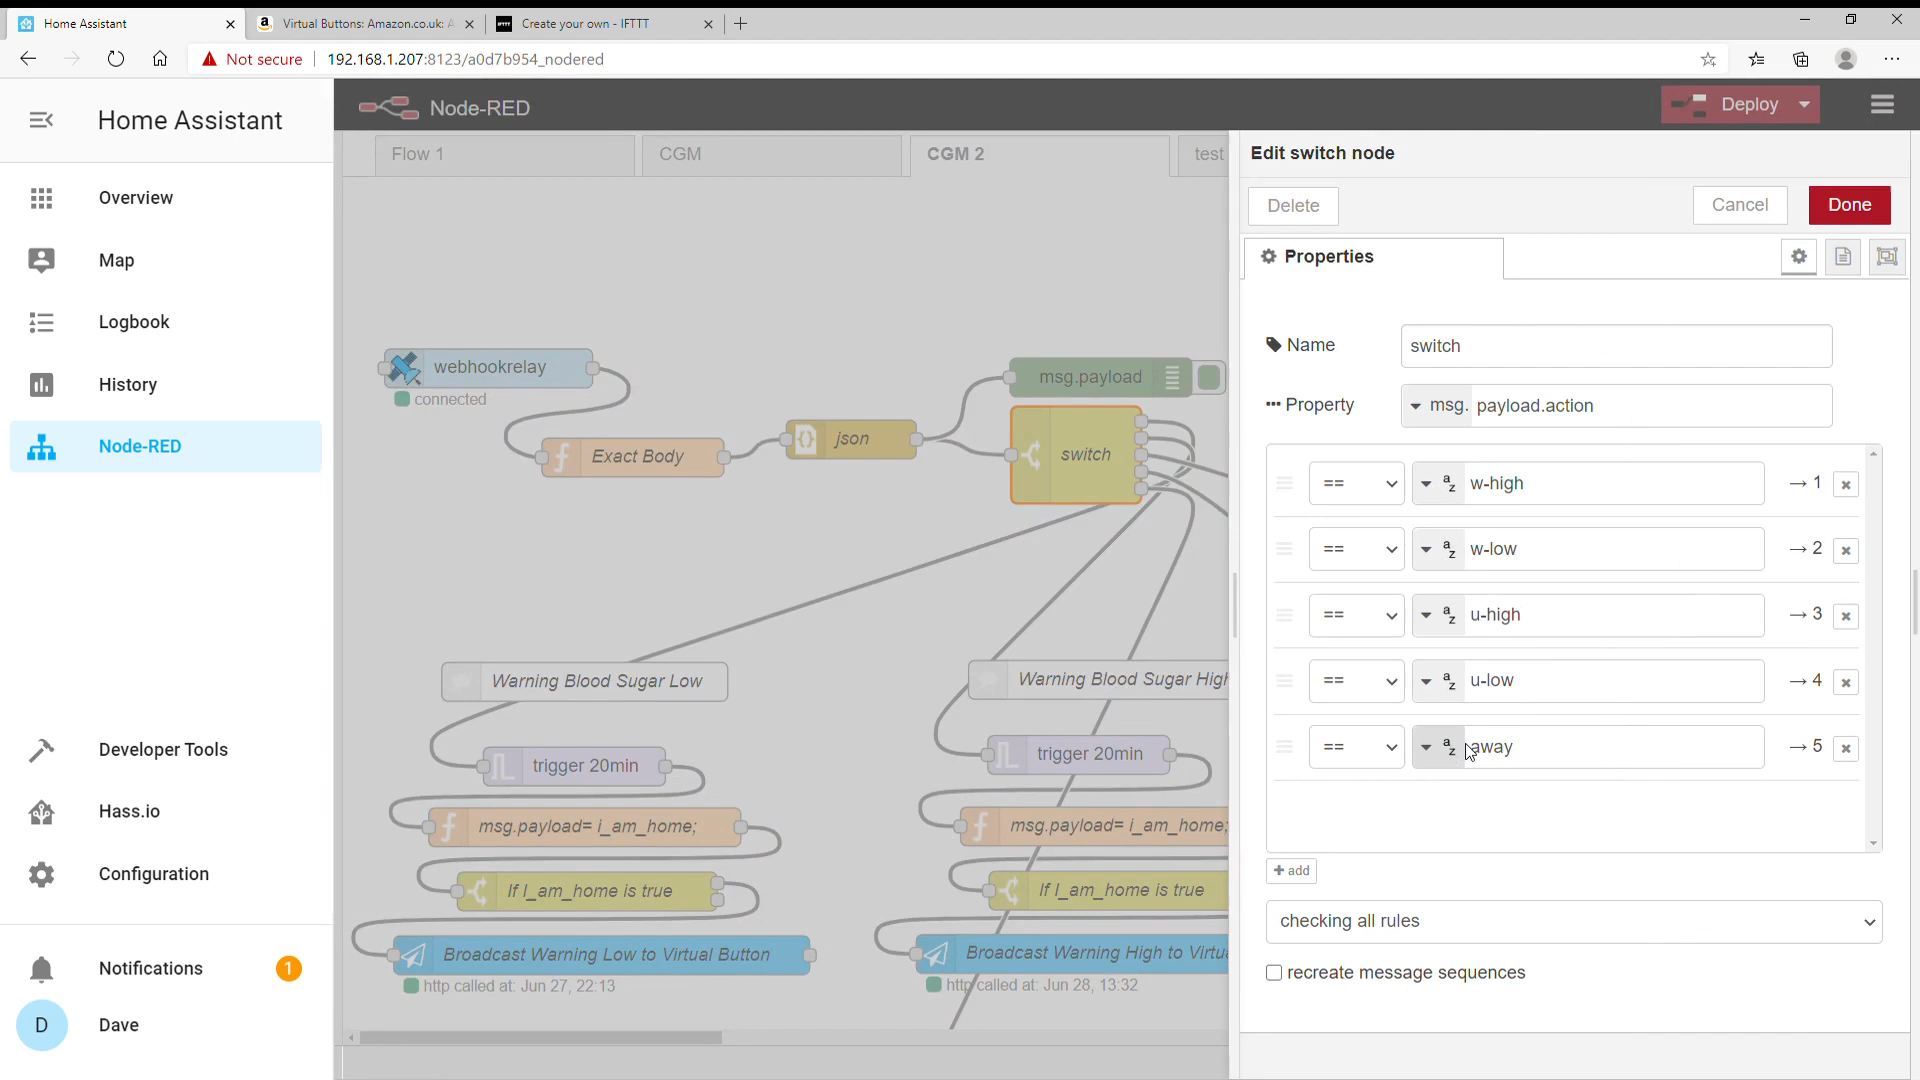 Home Assistant
Virtual Buttons: Amazon.co.uk: A
Create your own - IFTTT
Not secure
192.168.1.207:8123/a0d7b954_nodered
Home Assistant
Node-RED
Deploy
Flow 1
CGM
CGM 2
test
Edit switch node
Delete
Cancel
Done
Properties
Overview
Map
Logbook
History
Node-RED
Developer Tools
Hass.io
Configuration
Notifications
1
D
Dave
webhookrelay
connected
Exact Body
json
msg.payload
switch
Warning Blood Sugar Low
Warning Blood Sugar High
trigger 20min
trigger 20min
msg.payload= i_am_home;
msg.payload= i_am_home;
If I_am_home is true
If I_am_home is true
Broadcast Warning Low to Virtual Button
Broadcast Warning High to Virtu
http called at: Jun 27, 22:13
http called at: Jun 28, 13:32
Name
switch
Property
msg. payload.action
== az w-high → 1
== az w-low → 2
== az u-high → 3
== az u-low → 4
== az away → 5
+ add
checking all rules
recreate message sequences